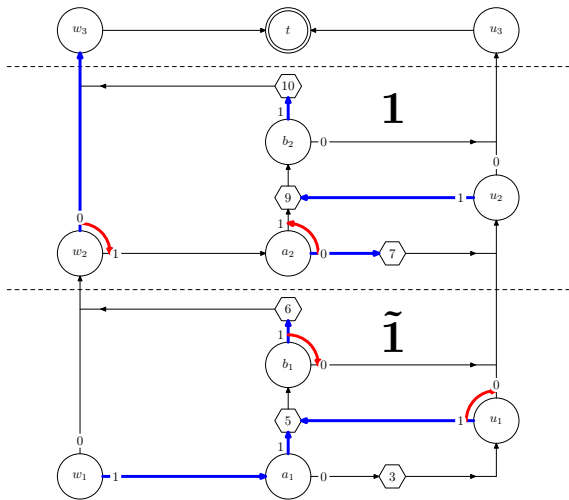 w₃ t u₃
10
1 𝟏
b₂ 0
0
9 1 u₂
0 1
w₂ 1 a₂ 0 7
6
1 𝟏̃
b₁ 0
0
5 1 u₁
0 1
w₁ 1 a₁ 0 3